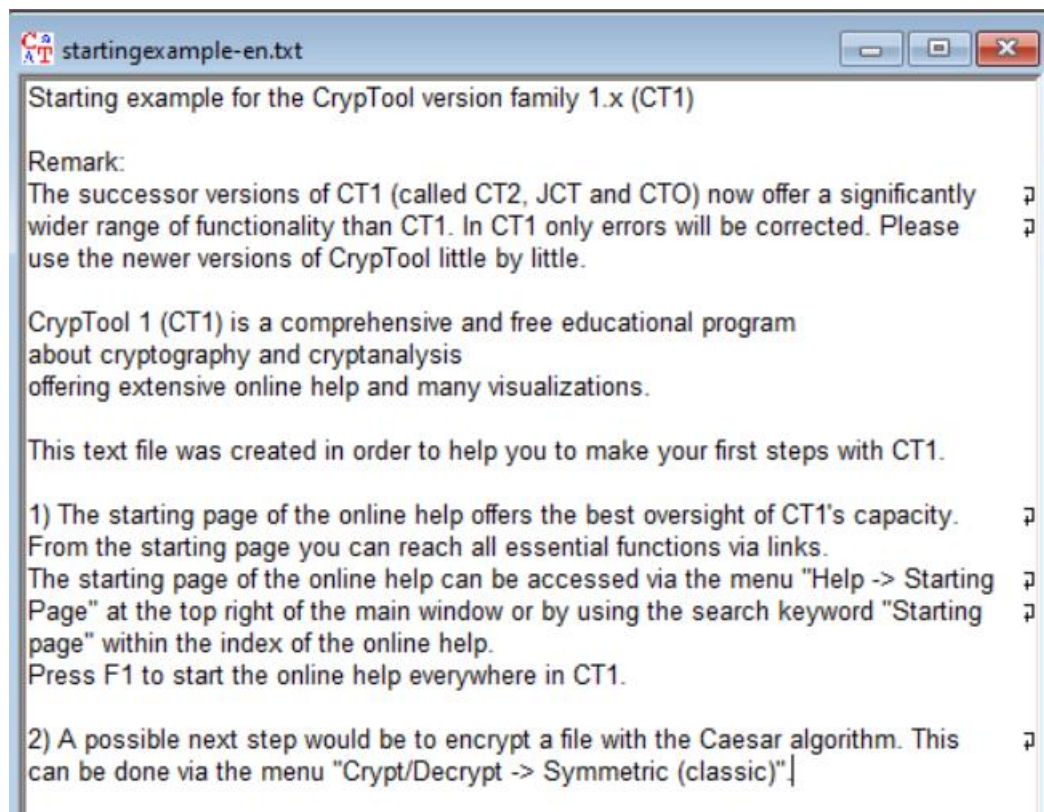 startingexample-en.txt
Starting example for the CrypTool version family 1.x (CT1)
Remark:
The successor versions of CT1 (called CT2, JCT and CTO) now offer a significantly
wider range of functionality than CT1. In CT1 only errors will be corrected. Please
use the newer versions of CrypTool little by little.
CrypTool 1 (CT1) is a comprehensive and free educational program
about cryptography and cryptanalysis
offering extensive online help and many visualizations.
This text file was created in order to help you to make your first steps with CT1.
1) The starting page of the online help offers the best oversight of CT1's capacity.
From the starting page you can reach all essential functions via links.
The starting page of the online help can be accessed via the menu "Help -> Starting
Page" at the top right of the main window or by using the search keyword "Starting
page" within the index of the online help.
Press F1 to start the online help everywhere in CT1.
2) A possible next step would be to encrypt a file with the Caesar algorithm. This
can be done via the menu "Crypt/Decrypt -> Symmetric (classic)".